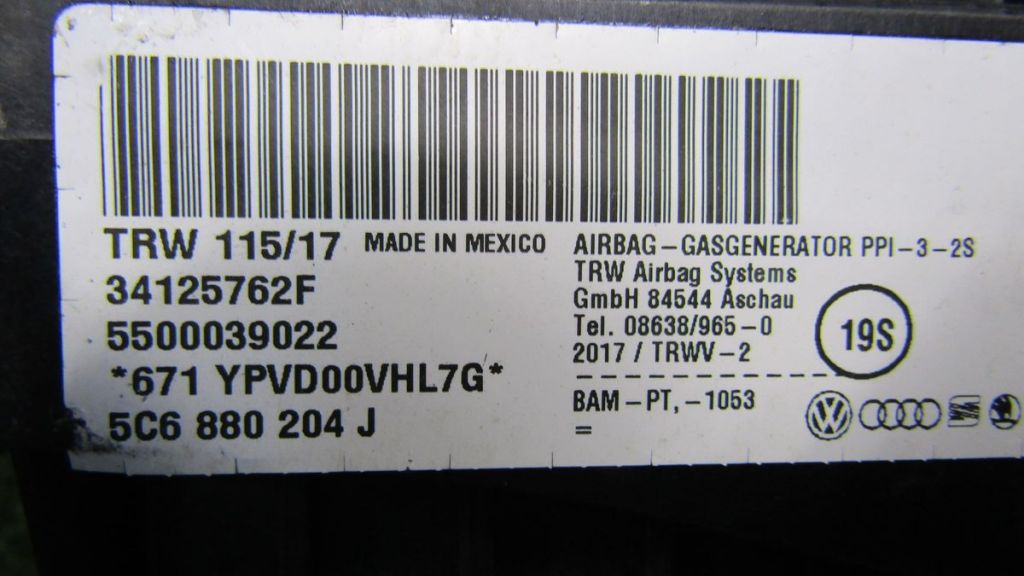 TRW 115/17 MADE IN MEXICO
34125762F
5500039022
*671 YPVD00VHL7G*
5C6 880 204 J
AIRBAG-GASGENERATOR PPI-3-2S
TRW Airbag Systems
GmbH 84544 Aschau
Tel. 08638/965-0
2017 / TRWV-2
19S
BAM-PT,-1053
=